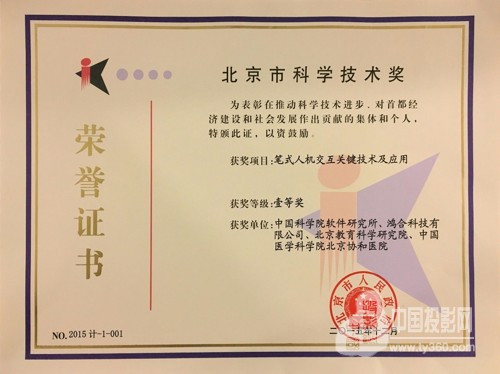 北京市科学技术奖
荣誉证书
为表彰在推动科学技术进步、对首都经
济建设和社会发展作出贡献的集体和个人，
特颁此证，以资鼓励。
获奖项目：笔式人机交互关键技术及应用
获奖等级：壹等奖
获奖单位：中国科学院软件研究所、鸿合科技有
限公司、北京教育科学研究院、中国
医学科学院北京协和医院
北京市人民政府
二〇一五年十二月
NO. 2015 计-1-001
中国投影网
www.ty360.com